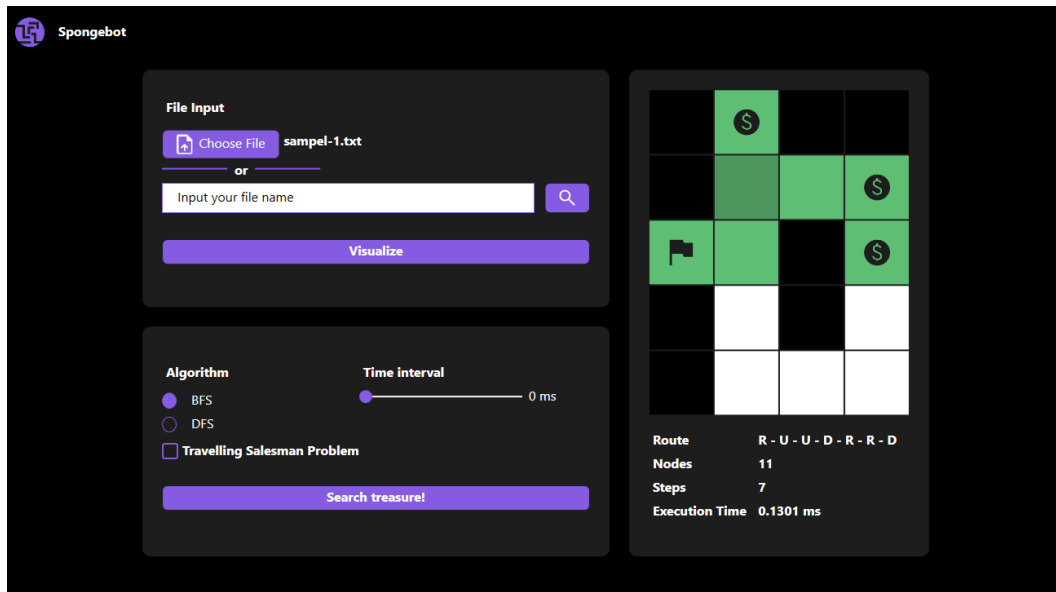 Spongebot
File Input
Choose File
sampel-1.txt
or
Input your file name
Visualize
Algorithm
BFS
DFS
Travelling Salesman Problem
Time interval
0 ms
Search treasure!
$
$
$
Route R - U - U - D - R - R - D
Nodes 11
Steps 7
Execution Time 0.1301 ms